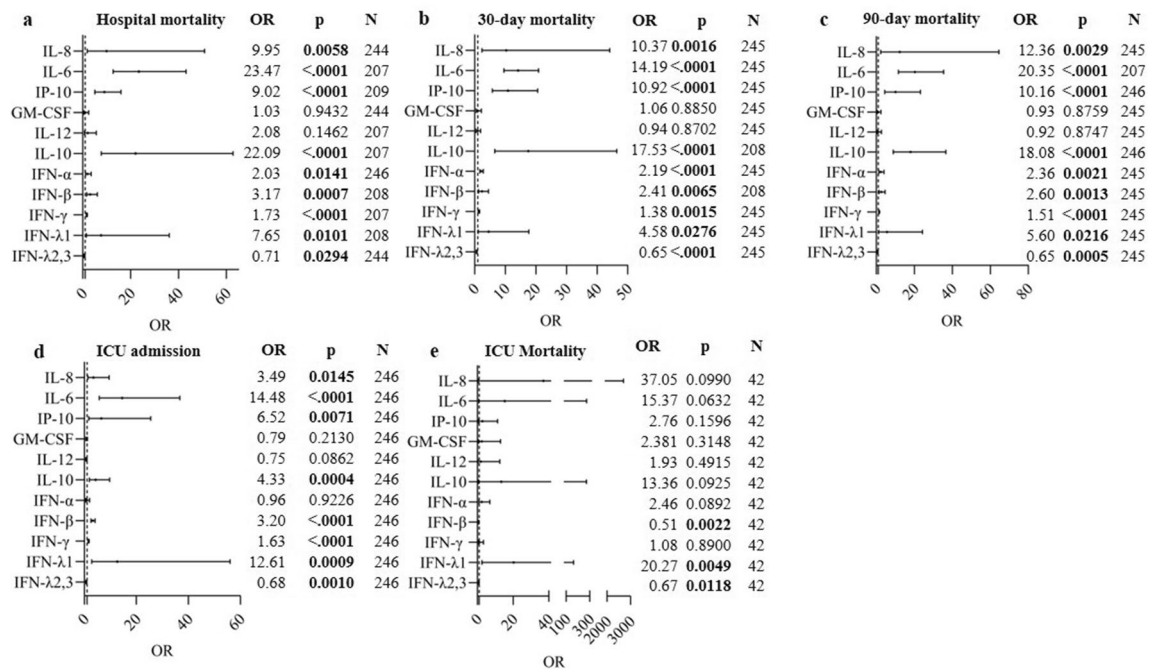 a Hospital mortality OR p N
IL-8 9.95 0.0058 244
IL-6 23.47 <.0001 207
IP-10 9.02 <.0001 209
GM-CSF 1.03 0.9432 244
IL-12 2.08 0.1462 207
IL-10 22.09 <.0001 207
IFN-α 2.03 0.0141 246
IFN-β 3.17 0.0007 208
IFN-γ 1.73 <.0001 207
IFN-λ1 7.65 0.0101 208
IFN-λ2,3 0.71 0.0294 244
0 20 40 60
OR
b 30-day mortality OR p N
IL-8 10.37 0.0016 245
IL-6 14.19 <.0001 245
IP-10 10.92 <.0001 245
GM-CSF 1.06 0.8850 245
IL-12 0.94 0.8702 245
IL-10 17.53 <.0001 208
IFN-α 2.19 <.0001 245
IFN-β 2.41 0.0065 208
IFN-γ 1.38 0.0015 245
IFN-λ1 4.58 0.0276 245
IFN-λ2,3 0.65 <.0001 245
0 10 20 30 40 50
OR
c 90-day mortality OR p N
IL-8 12.36 0.0029 245
IL-6 20.35 <.0001 207
IP-10 10.16 <.0001 246
GM-CSF 0.93 0.8759 245
IL-12 0.92 0.8747 245
IL-10 18.08 <.0001 246
IFN-α 2.36 0.0021 245
IFN-β 2.60 0.0013 245
IFN-γ 1.51 <.0001 245
IFN-λ1 5.60 0.0216 245
IFN-λ2,3 0.65 0.0005 245
0 20 40 60 80
OR
d ICU admission OR p N
IL-8 3.49 0.0145 246
IL-6 14.48 <.0001 246
IP-10 6.52 0.0071 246
GM-CSF 0.79 0.2130 246
IL-12 0.75 0.0862 246
IL-10 4.33 0.0004 246
IFN-α 0.96 0.9226 246
IFN-β 3.20 <.0001 246
IFN-γ 1.63 <.0001 246
IFN-λ1 12.61 0.0009 246
IFN-λ2,3 0.68 0.0010 246
0 20 40 60
OR
e ICU Mortality OR p N
IL-8 37.05 0.0990 42
IL-6 15.37 0.0632 42
IP-10 2.76 0.1596 42
GM-CSF 2.381 0.3148 42
IL-12 1.93 0.4915 42
IL-10 13.36 0.0925 42
IFN-α 2.46 0.0892 42
IFN-β 0.51 0.0022 42
IFN-γ 1.08 0.8900 42
IFN-λ1 20.27 0.0049 42
IFN-λ2,3 0.67 0.0118 42
0 20 40 100 300 2000 3000
OR